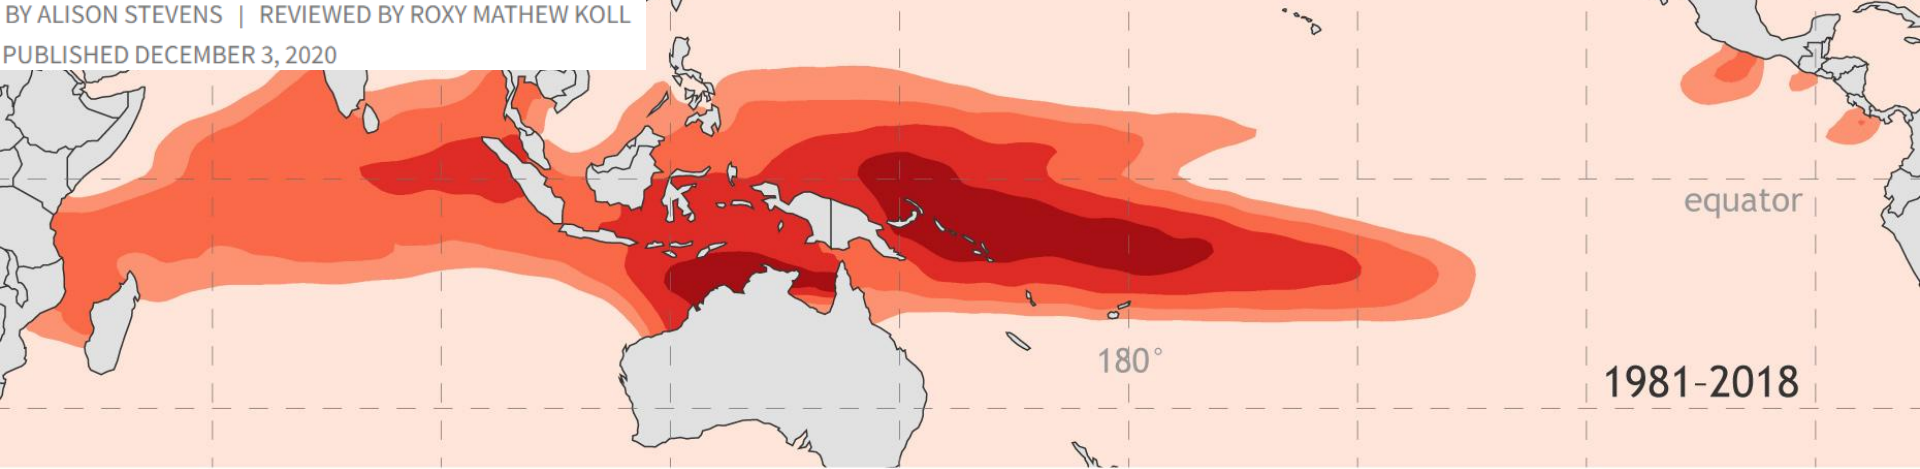 BY ALISON STEVENS | REVIEWED BY ROXY MATHEW KOLL
PUBLISHED DECEMBER 3, 2020
equator
180°
1981-2018